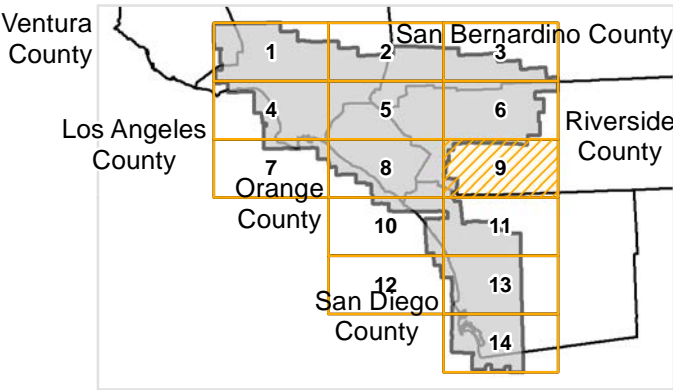 Ventura
County
San Bernardino County
1
2
3
4
5
6
Los Angeles
County
Riverside
County
7
8
9
Orange
County
10
11
12
13
San Diego
County
14